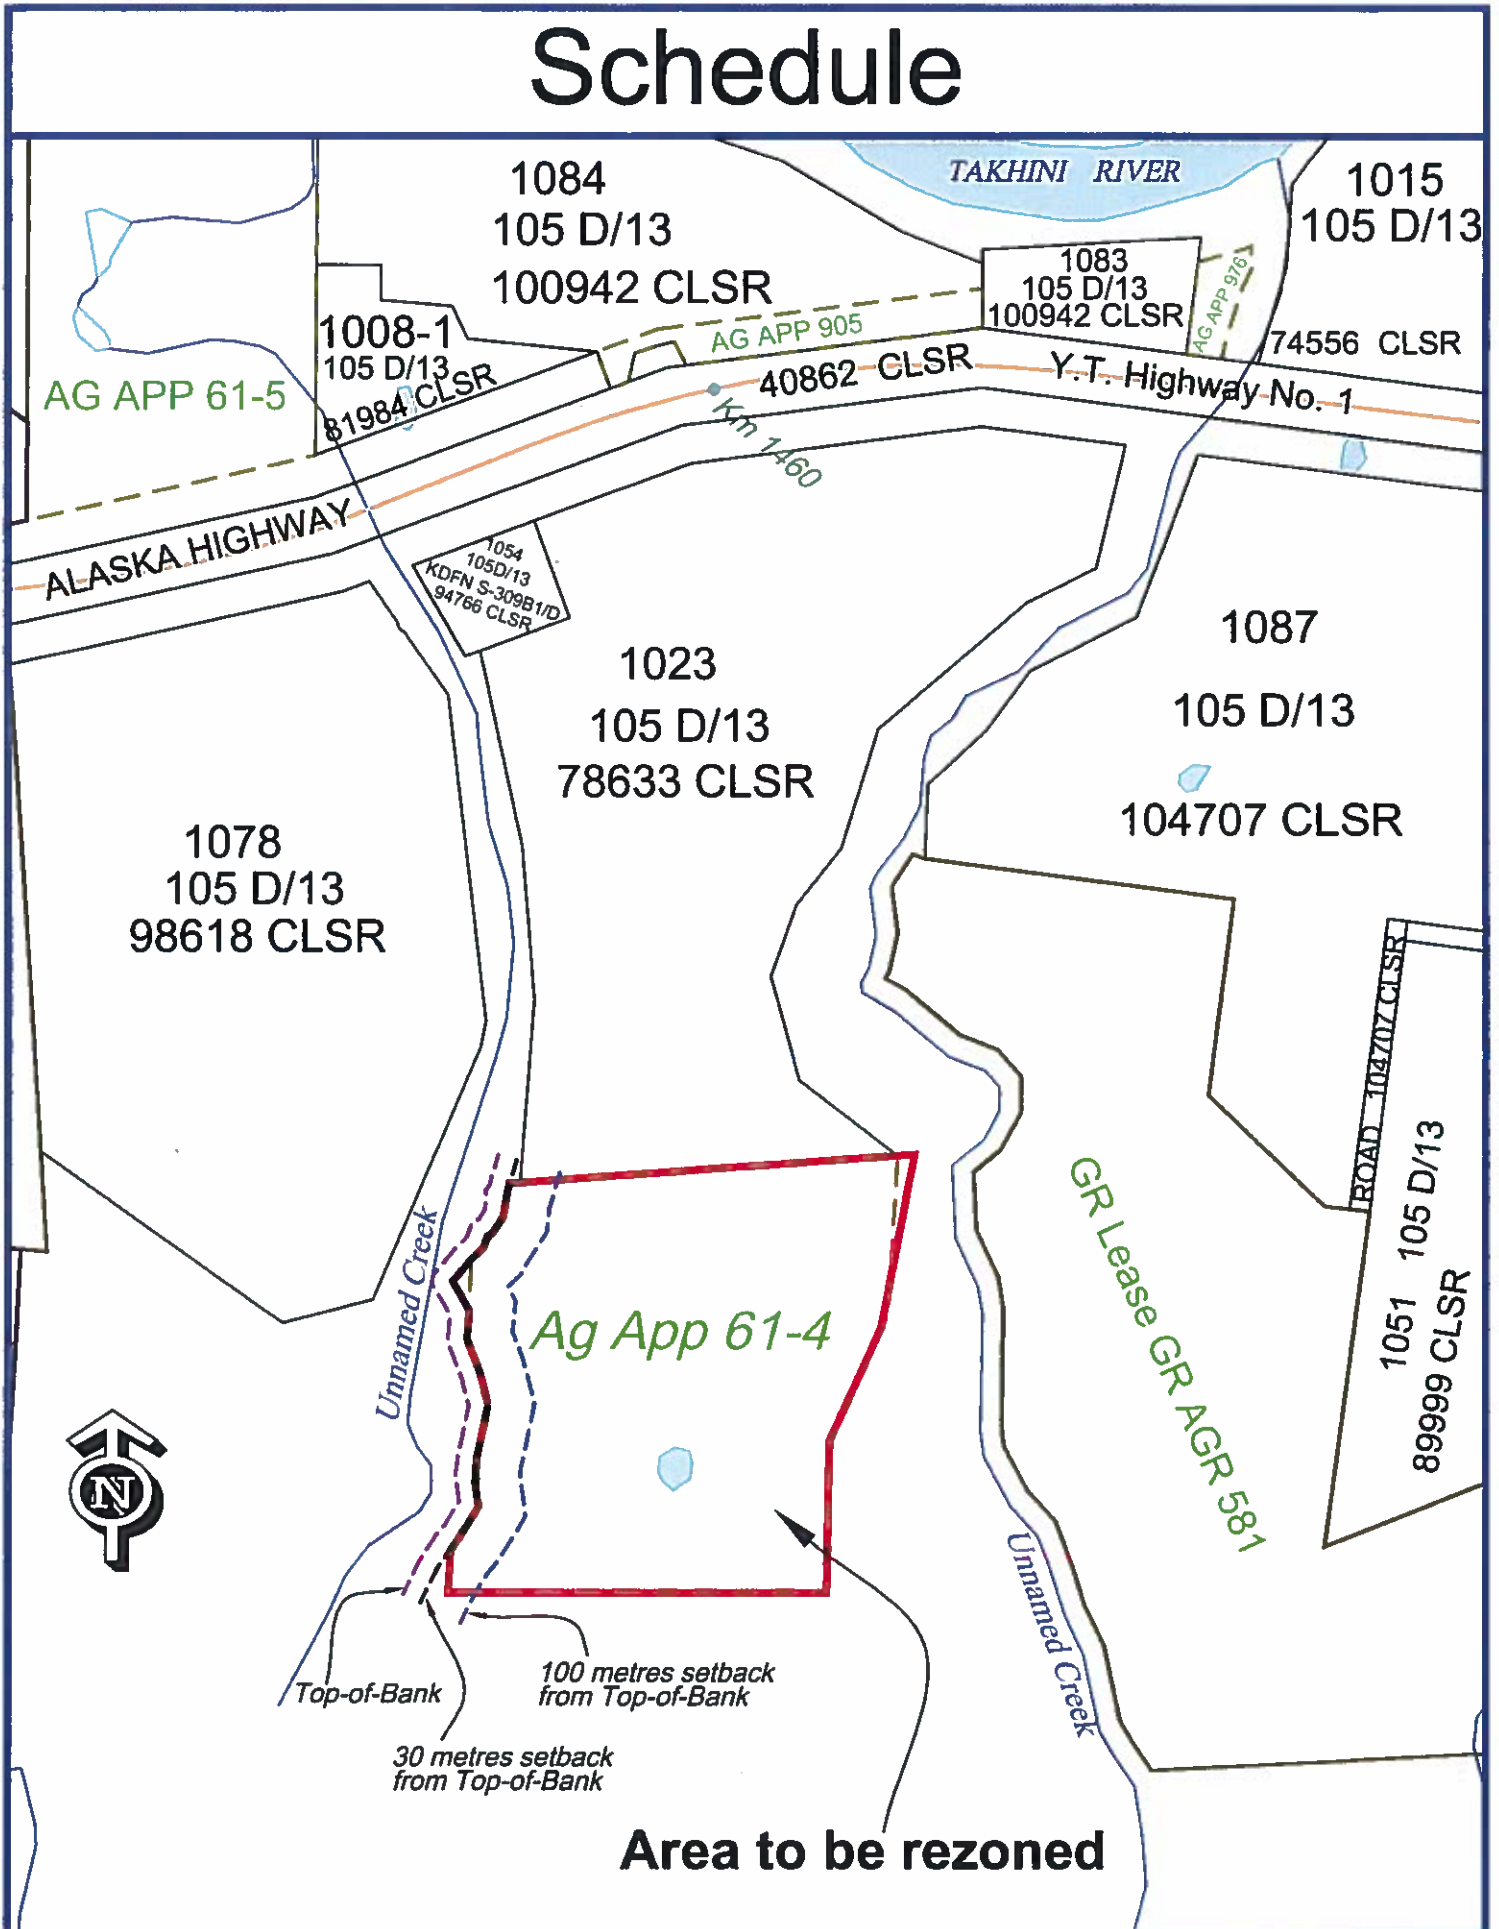 Schedule
TAKHINI RIVER
1084
105 D/13
100942 CLSR
1015
105 D/13
1083
105 D/13
100942 CLSR
AG APP 976
74556 CLSR
1008-1
105 D/13
81984 CLSR
AG APP 905
AG APP 61-5
40862 CLSR
Y.T. Highway No. 1
Km 1460
ALASKA HIGHWAY
1054
105D/13
KDFN S-309B1/D
94766 CLSR
1023
105 D/13
78633 CLSR
1087
105 D/13
104707 CLSR
1078
105 D/13
98618 CLSR
ROAD 104707 CLSR
1051 105 D/13
89999 CLSR
GR Lease GR AGR 581
Unnamed Creek
Ag App 61-4
N
Unnamed Creek
Top-of-Bank
100 metres setback
from Top-of-Bank
30 metres setback
from Top-of-Bank
Area to be rezoned